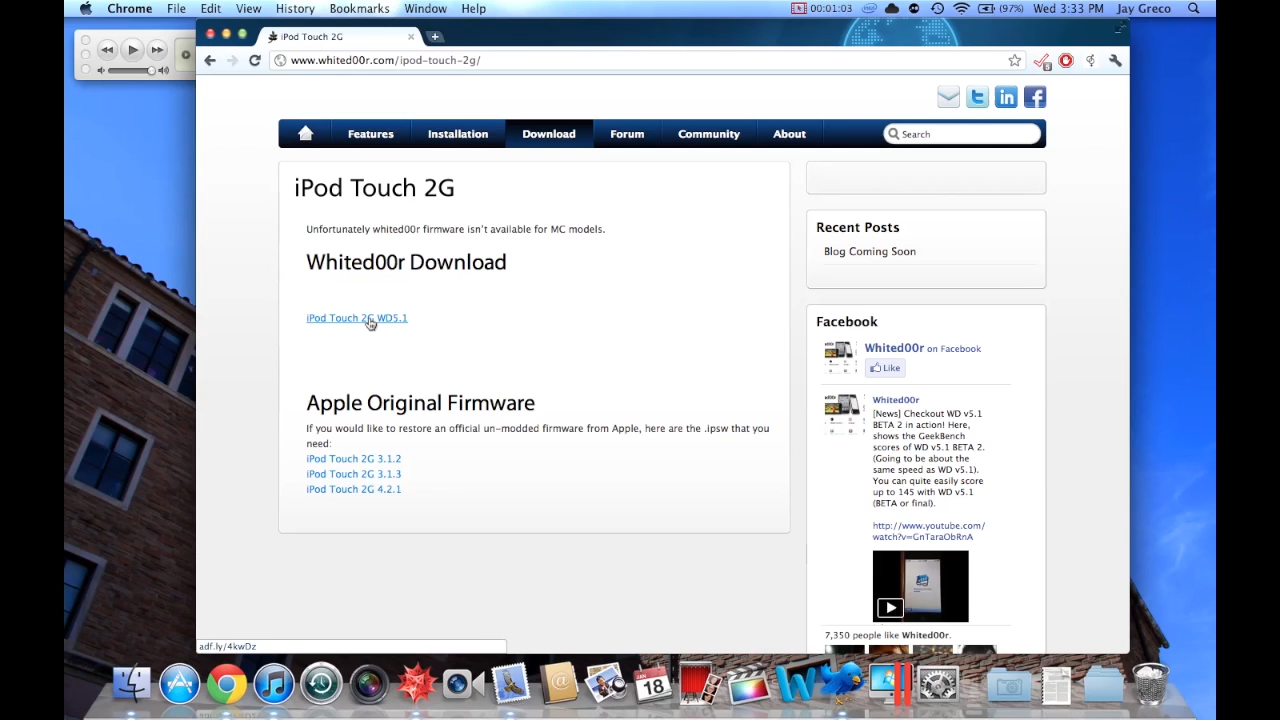 Chrome File Edit View History Bookmarks Window Help 00:01:03 (97%) Wed 3:33 PM Jay Greco
iPod Touch 2G
www.whited00r.com/ipod-touch-2g/
Features Installation Download Forum Community About Search
iPod Touch 2G
Unfortunately whited00r firmware isn't available for MC models.
Whited00r Download
iPod Touch 2G WD5.1
Apple Original Firmware
If you would like to restore an official un-modded firmware from Apple, here are the .ipsw that you
need:
iPod Touch 2G 3.1.2
iPod Touch 2G 3.1.3
iPod Touch 2G 4.2.1
Recent Posts
Blog Coming Soon
Facebook
Whited00r on Facebook
Like
Whited00r
[News] Checkout WD v5.1
BETA 2 in action! Here,
shows the GeekBench
scores of WD v5.1 BETA 2.
(Going to be about the
same speed as WD v5.1).
You can quite easily score
up to 145 with WD v5.1
(BETA or final).
http://www.youtube.com/
watch?v=GnTaraObRnA
7,350 people like Whited00r.
adf.ly/4kwDz
18